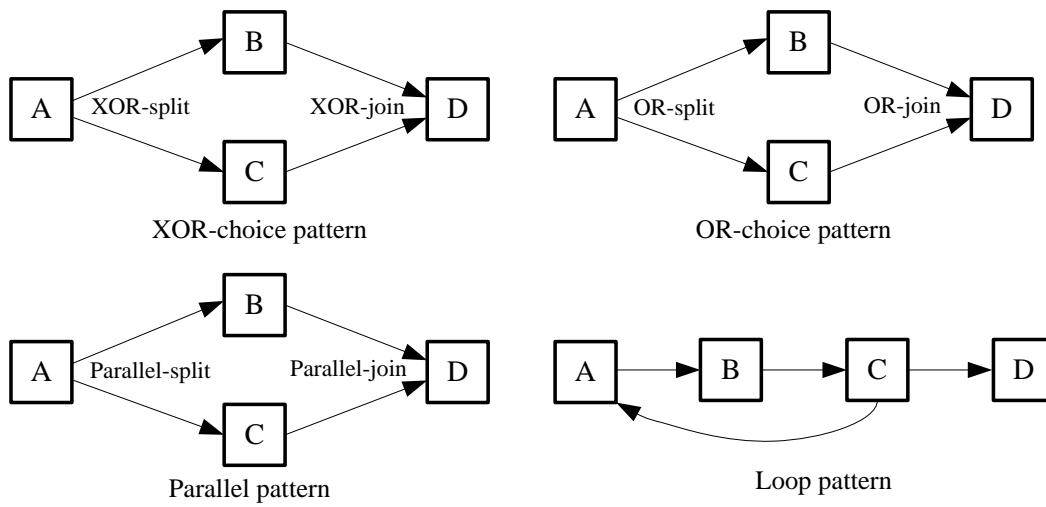 B
A
XOR-split
XOR-join
D
C
XOR-choice pattern
B
A
OR-split
OR-join
D
C
OR-choice pattern
B
A
Parallel-split
Parallel-join
D
C
Parallel pattern
A
B
C
D
Loop pattern